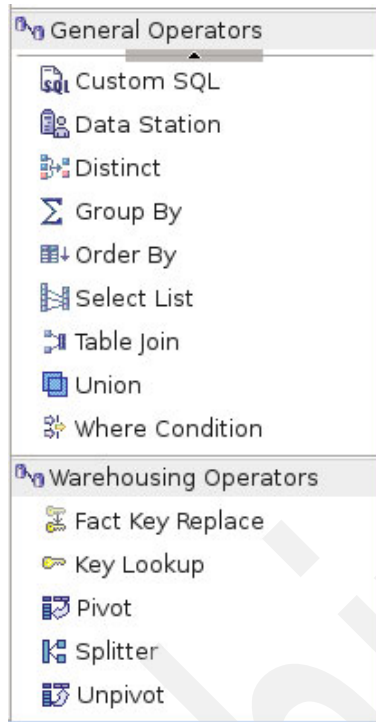 General Operators
SQL Custom SQL
Data Station
Distinct
Group By
Order By
Select List
Table Join
Union
Where Condition
Warehousing Operators
Fact Key Replace
Key Lookup
Pivot
Splitter
Unpivot